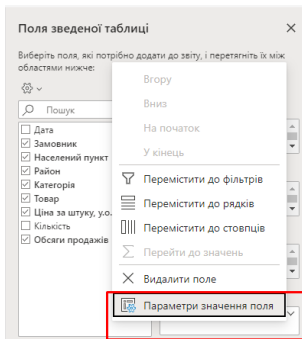 Поля зведеної таблиці
Виберіть поля, які потрібно додати до звіту, і перетягніть їх між
областями нижче:
Пошук
Дата
Замовник
Населений пункт
Район
Категорія
Товар
Ціна за штуку, у.о.
Кількість
Обсяги продажів
Вгору
Вниз
На початок
У кінець
Перемістити до фільтрів
Перемістити до рядків
Перемістити до стовпців
Перейти до значень
Видалити поле
Параметри значення поля